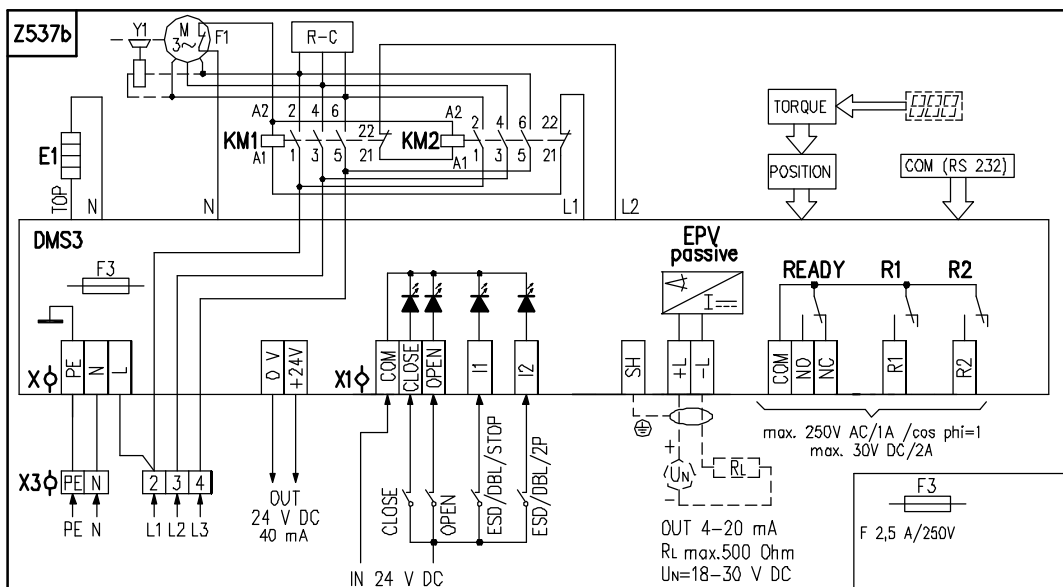 Z537b
Y1
M
3~
F1
R-C
A2
2
4
6
22
A2
2
4
6
22
KM1
KM2
A1
1
3
5
21
A1
1
3
5
21
TORQUE
POSITION
COM (RS 232)
E1
TOP
N
N
L1
L2
DMS3
F3
EPV
passive
I
READY
R1
R2
X
PE
N
L
0 V
+24V
X1
COM
CLOSE
OPEN
I1
I2
SH
+L
-L
COM
NO
NC
R1
R2
max. 250V AC/1A /cos phi=1
max. 30V DC/2A
X3
PE
N
2
3
4
PE
N
L1
L2
L3
OUT
24 V DC
40 mA
CLOSE
OPEN
ESD/DBL/STOP
ESD/DBL/2P
IN 24 V DC
+
UN
-
RL
OUT 4-20 mA
RL max.500 Ohm
UN=18-30 V DC
F3
F 2,5 A/250V